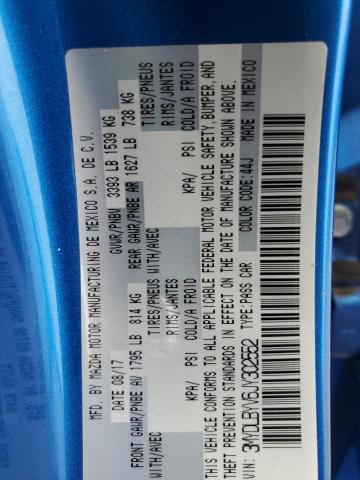 MFD. BY MAZDA MOTOR MANUFACTURING DE MEXICO S.A. DE C.V.
DATE 08/17 GVWR/PNBV 3393 LB 1539 KG
FRONT GAWR/PNBE AV 1795 LB 814 KG REAR GAWR/PNBE AR 1627 LB 738 KG
TIRES/PNEUS TIRES/PNEUS
WITH/AVEC RIMS/JANTES WITH/AVEC RIMS/JANTES
KPA/ PSI COLD/A FROID KPA/ PSI COLD/A FROID
THIS VEHICLE CONFORMS TO ALL APPLICABLE FEDERAL MOTOR VEHICLE SAFETY, BUMPER, AND
THEFT PREVENTION STANDARDS IN EFFECT ON THE DATE OF MANUFACTURE SHOWN ABOVE.
TYPE:PASS CAR COLOR CODE:44J MADE IN MEXICO
VIN: 3MYDLBYV6JY302552